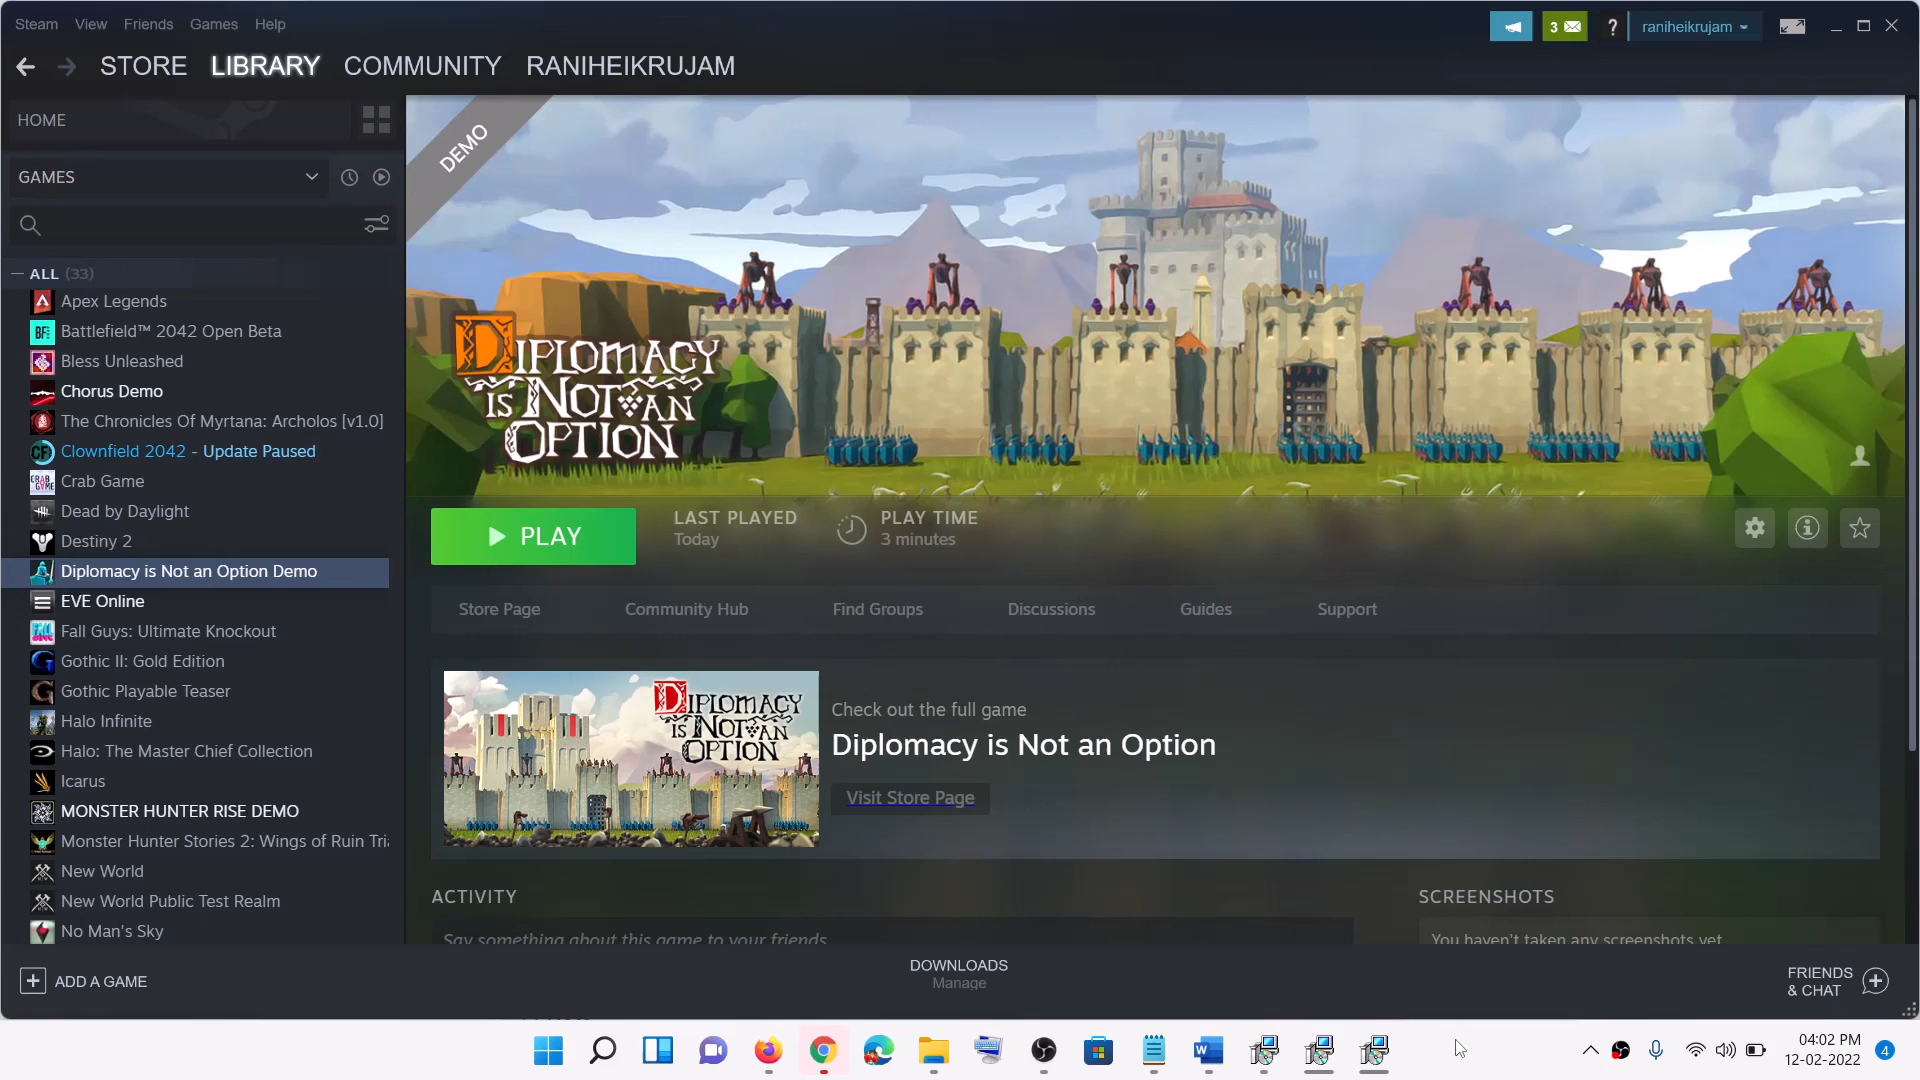 Steam View Friends Games Help
3 ? raniheikrujam
STORE LIBRARY COMMUNITY RANIHEIKRUJAM
HOME
GAMES
ALL (33)
Apex Legends
Battlefield™ 2042 Open Beta
Bless Unleashed
Chorus Demo
The Chronicles Of Myrtana: Archolos [v1.0]
Clownfield 2042 - Update Paused
Crab Game
Dead by Daylight
Destiny 2
Diplomacy is Not an Option Demo
EVE Online
Fall Guys: Ultimate Knockout
Gothic II: Gold Edition
Gothic Playable Teaser
Halo Infinite
Halo: The Master Chief Collection
Icarus
MONSTER HUNTER RISE DEMO
Monster Hunter Stories 2: Wings of Ruin Tri
New World
New World Public Test Realm
No Man's Sky
ADD A GAME
DEMO
DIPLOMACY
IS NOT AN
OPTION
PLAY
LAST PLAYED
Today
PLAY TIME
3 minutes
Store Page Community Hub Find Groups Discussions Guides Support
DIPLOMACY
IS NOT AN
OPTION
Check out the full game
Diplomacy is Not an Option
Visit Store Page
ACTIVITY
Say something about this game to your friends
SCREENSHOTS
You haven't taken any screenshots yet
DOWNLOADS
Manage
FRIENDS
& CHAT
04:02 PM
12-02-2022
4